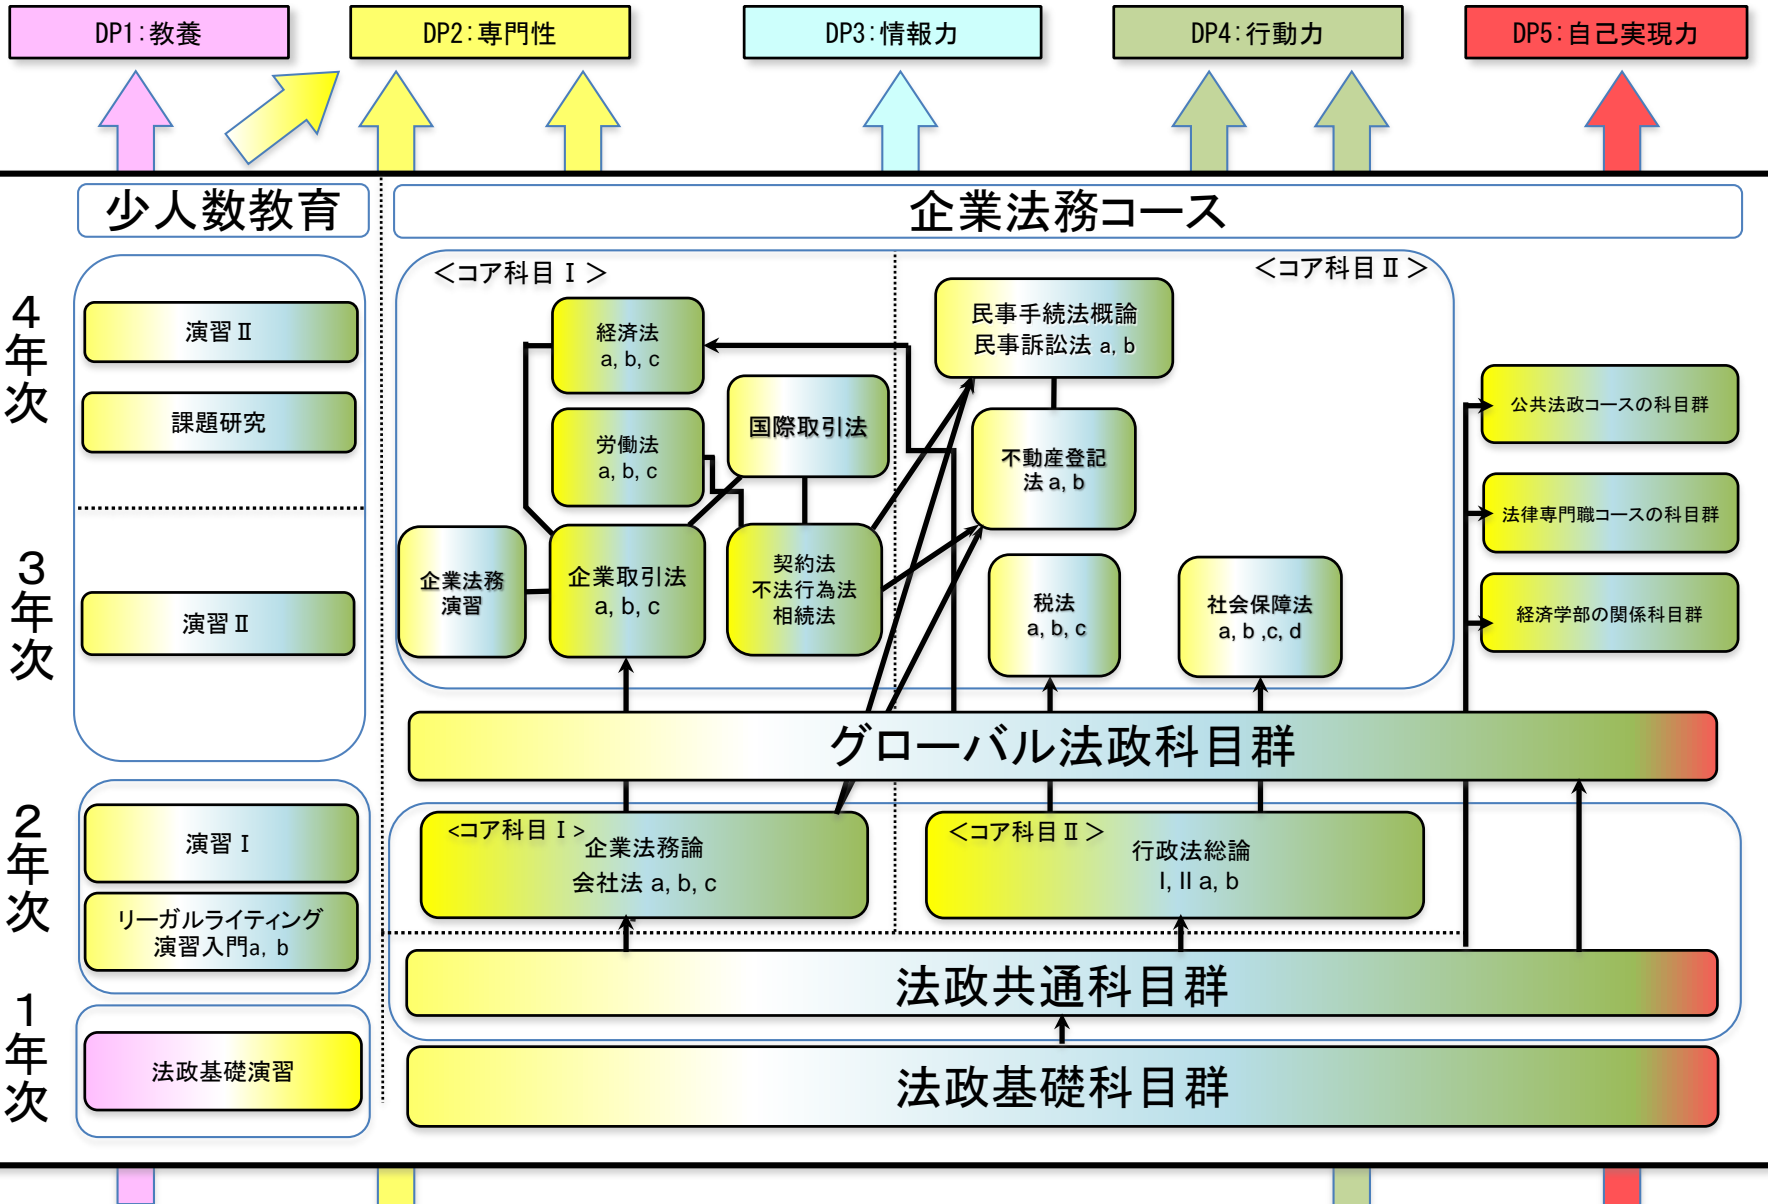 DP1：教養
DP2：専門性
DP3：情報力
DP4：行動力
DP5：自己実現力
少人数教育
企業法務コース
4年次
演習Ⅱ
課題研究
3年次
演習Ⅱ
2年次
演習Ⅰ
リーガルライティング
演習入門a, b
1年次
法政基礎演習
＜コア科目Ⅰ＞
＜コア科目Ⅱ＞
経済法
a, b, c
労働法
a, b, c
国際取引法
企業法務
演習
企業取引法
a, b, c
契約法
不法行為法
相続法
民事手続法概論
民事訴訟法 a, b
不動産登記
法 a, b
税法
a, b, c
社会保障法
a, b ,c, d
公共法政コースの科目群
法律専門職コースの科目群
経済学部の関係科目群
グローバル法政科目群
<コア科目Ⅰ>
企業法務論
会社法 a, b, c
＜コア科目Ⅱ＞
行政法総論
I, II a, b
法政共通科目群
法政基礎科目群